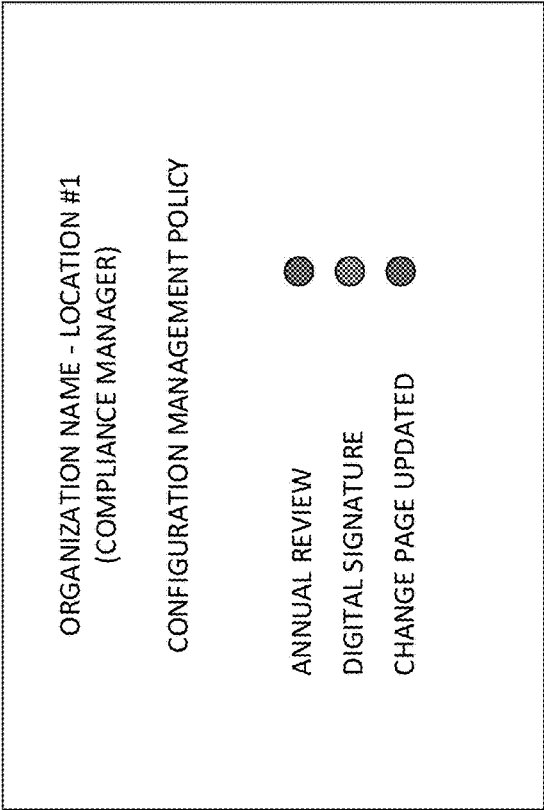 ORGANIZATION NAME - LOCATION #1
(COMPLIANCE MANAGER)
CONFIGURATION MANAGEMENT POLICY
ANNUAL REVIEW
DIGITAL SIGNATURE
CHANGE PAGE UPDATED